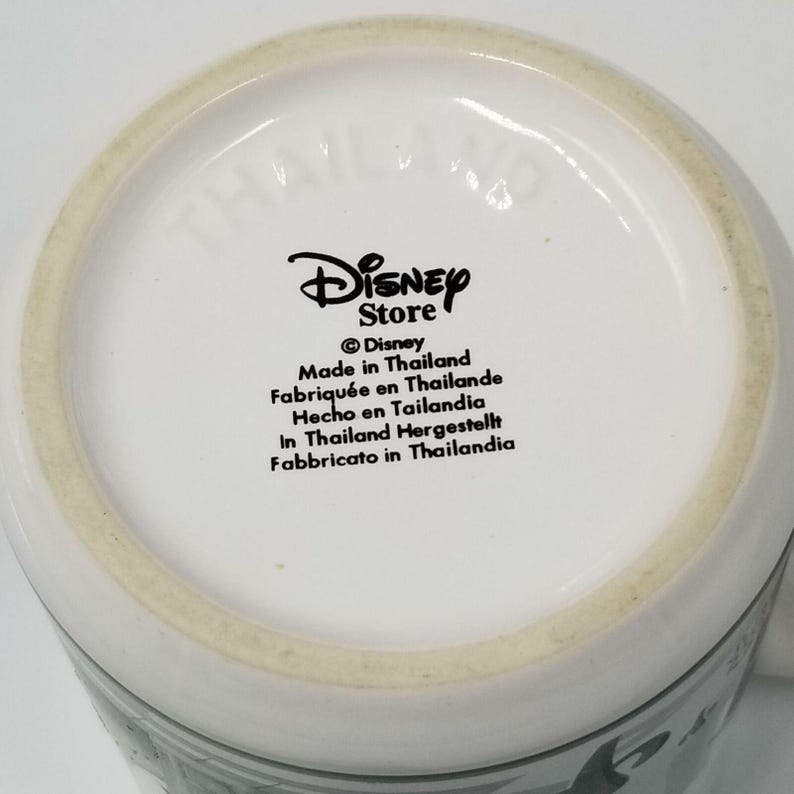 THAILAND
Disney
Store
© Disney
Made in Thailand
Fabriquée en Thailande
Hecho en Tailandia
In Thailand Hergestellt
Fabbricato in Thailandia